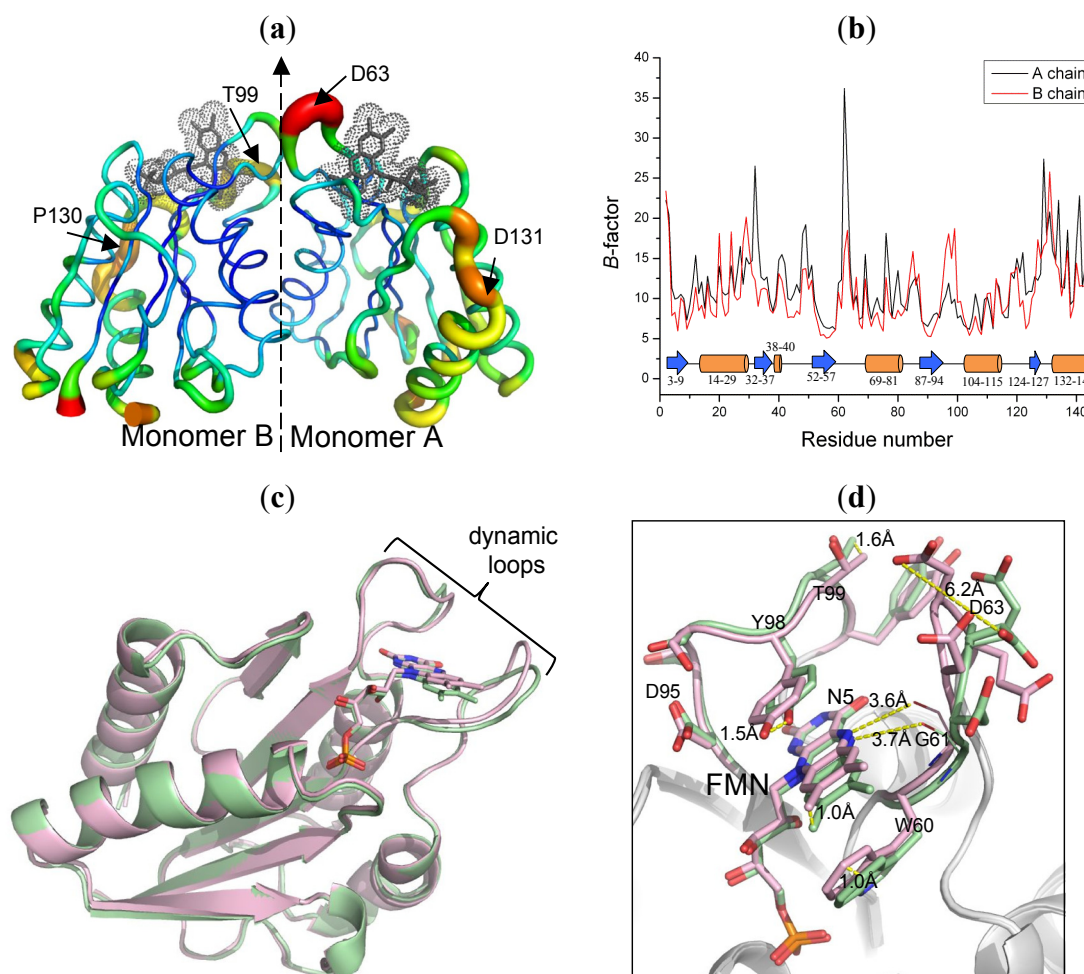 (a)
D63
T99
P130
D131
Monomer B
Monomer A
(b)
B-factor
40
35
30
25
20
15
10
5
0
A chain
B chain
3-9
14-29
32-37
38-40
52-57
69-81
87-94
104-115
124-127
132-14
0
20
40
60
80
100
120
140
Residue number
(c)
dynamic
loops
(d)
1.6Å
T99
6.2Å
D63
Y98
D95
N5
3.6Å
1.5Å
3.7Å
G61
FMN
1.0Å
W60
1.0Å